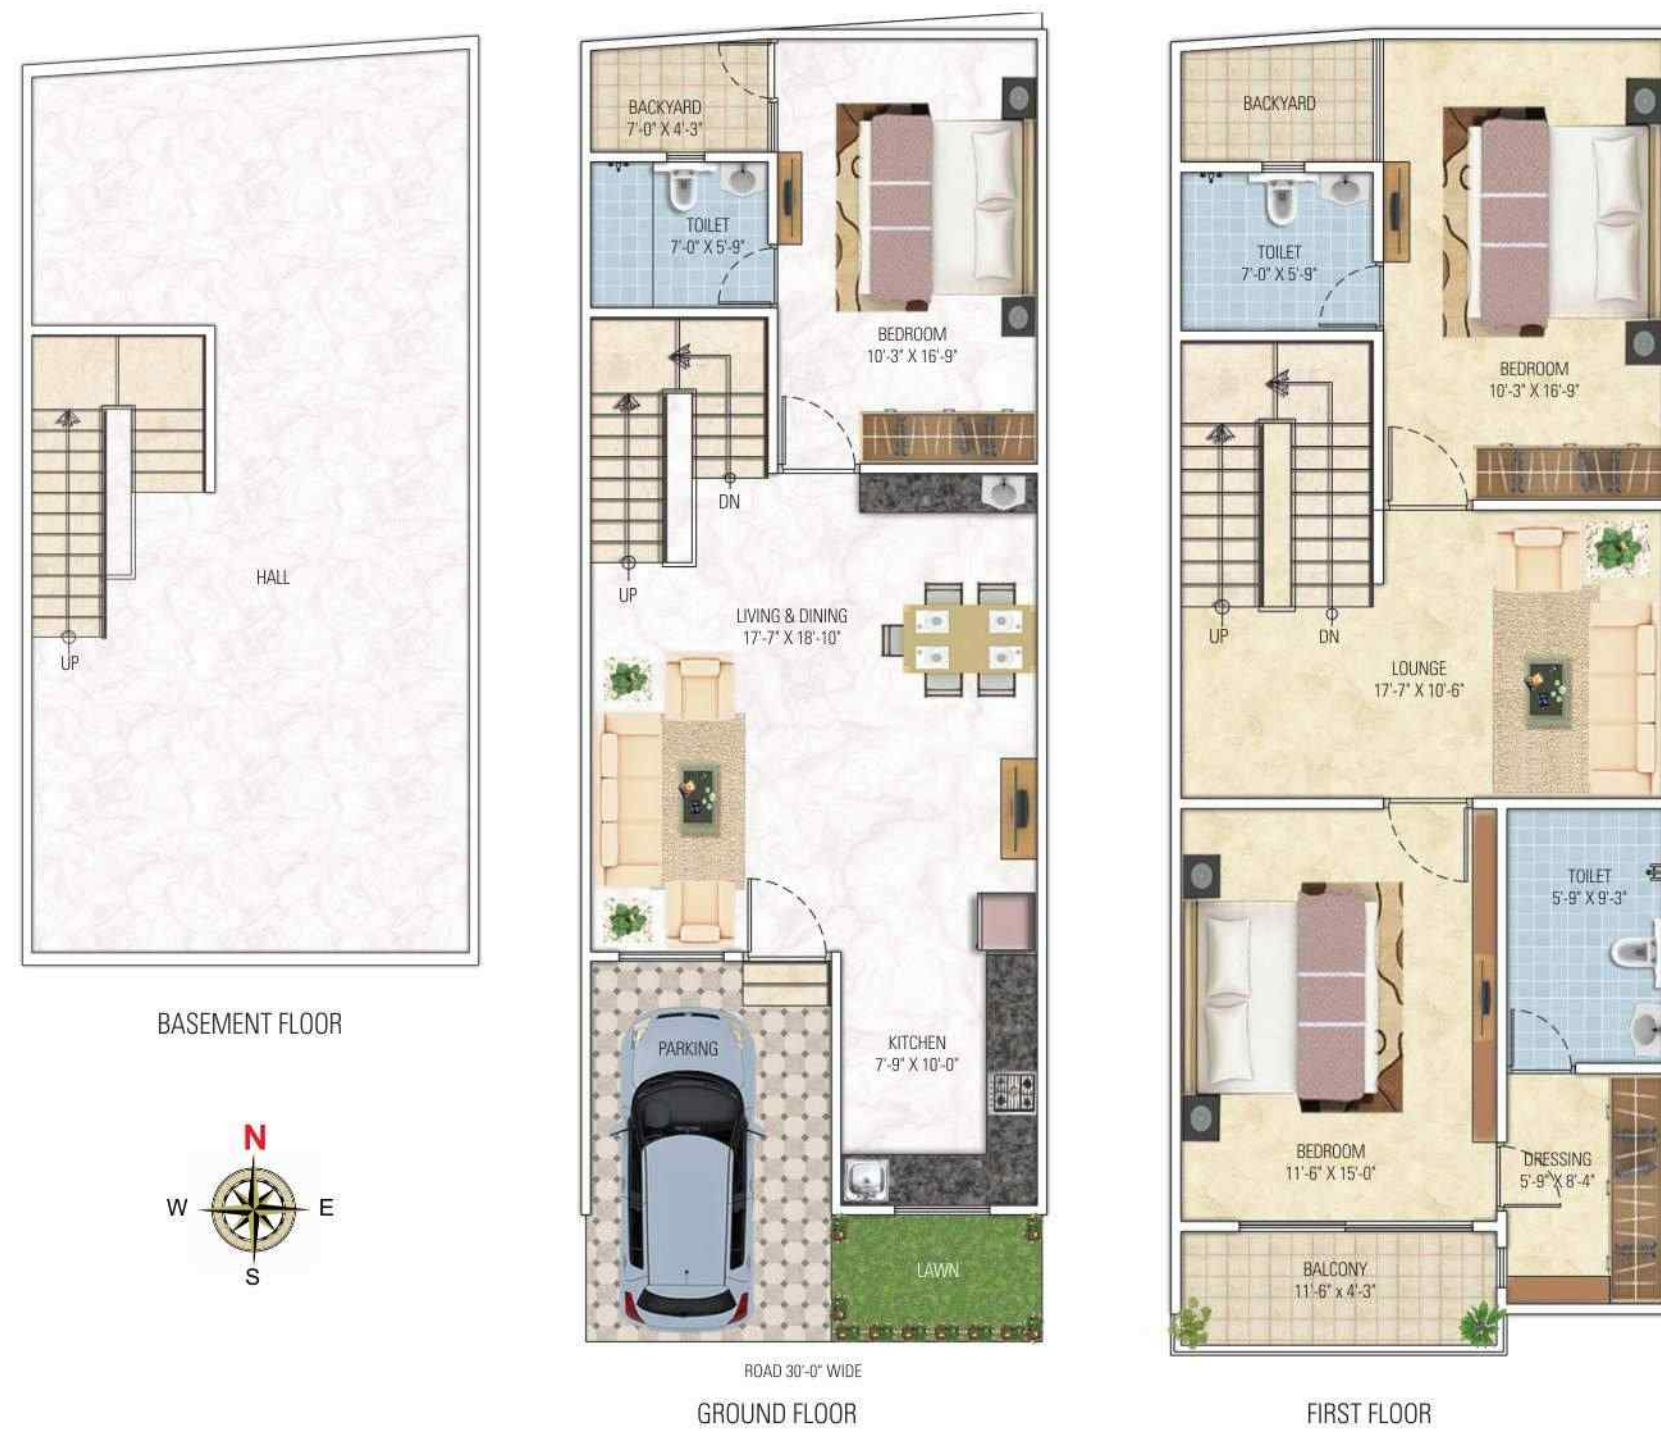 HALL
UP
BASEMENT FLOOR
N
W
E
S
BACKYARD
7'-0" X 4'-3"
TOILET
7'-0" X 5'-9"
BEDROOM
10'-3" X 16'-9"
DN
UP
LIVING & DINING
17'-7" X 18'-10"
PARKING
KITCHEN
7'-9" X 10'-0"
LAWN
ROAD 30'-0" WIDE
GROUND FLOOR
BACKYARD
TOILET
7'-0" X 5'-9"
BEDROOM
10'-3" X 16'-9"
UP
DN
LOUNGE
17'-7" X 10'-6"
TOILET
5'-9" X 9'-3"
BEDROOM
11'-6" X 15'-0"
DRESSING
5'-9" X 8'-4"
BALCONY
11'-6" x 4'-3"
FIRST FLOOR